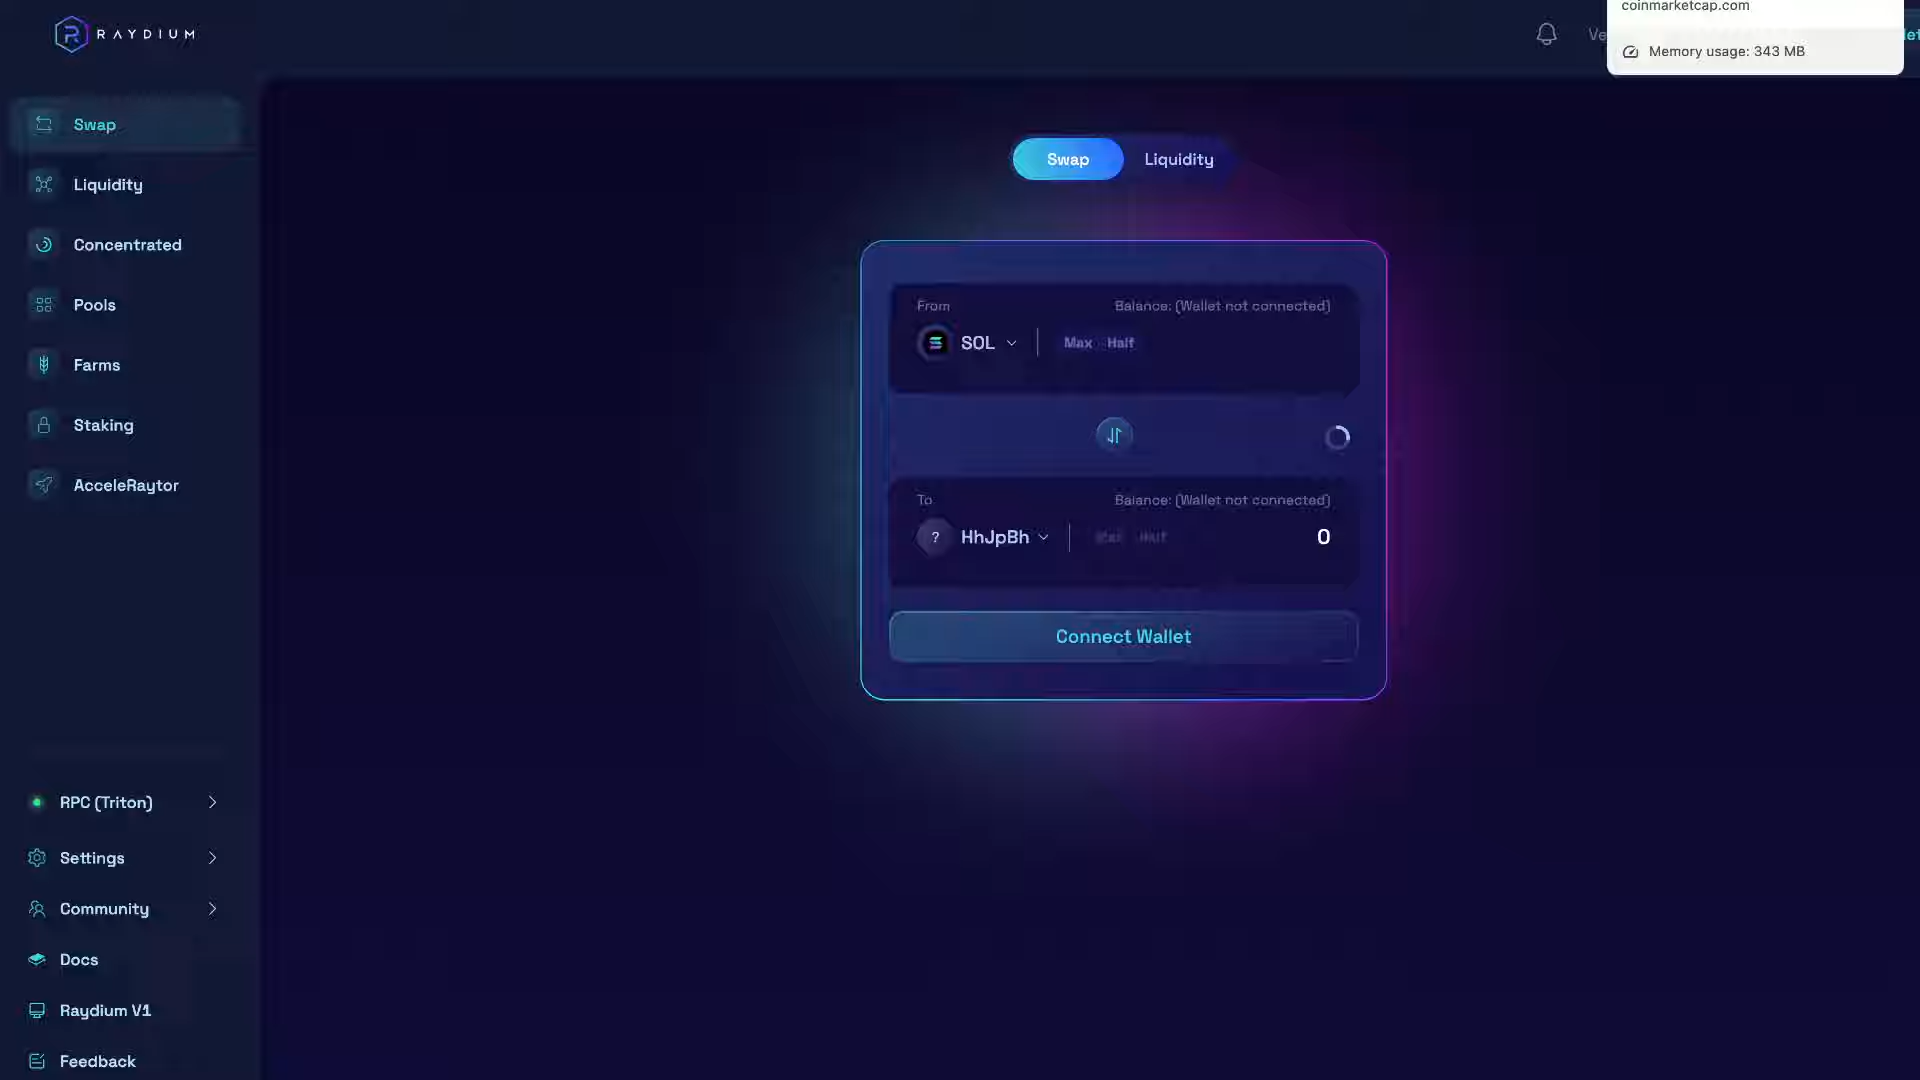 RAYDIUM
coinmarketcap.com
Memory usage: 343 MB
Swap
Liquidity
Concentrated
Pools
Farms
Staking
AcceleRaytor
RPC (Triton)
Settings
Community
Docs
Raydium V1
Feedback
Swap
Liquidity
From
Balance: (Wallet not connected)
SOL
Max Half
To
Balance: (Wallet not connected)
? HhJpBh
Max Half
0
Connect Wallet